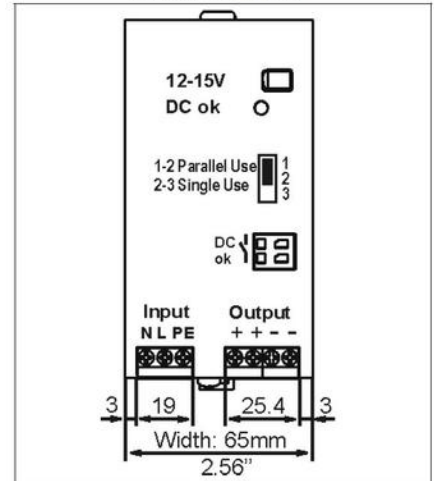 12-15V
DC ok
1-2 Parallel Use
2-3 Single Use
1
2
3
DC
ok
Input
Output
N L PE
+ + - -
3
19
25.4
3
Width: 65mm
2.56"